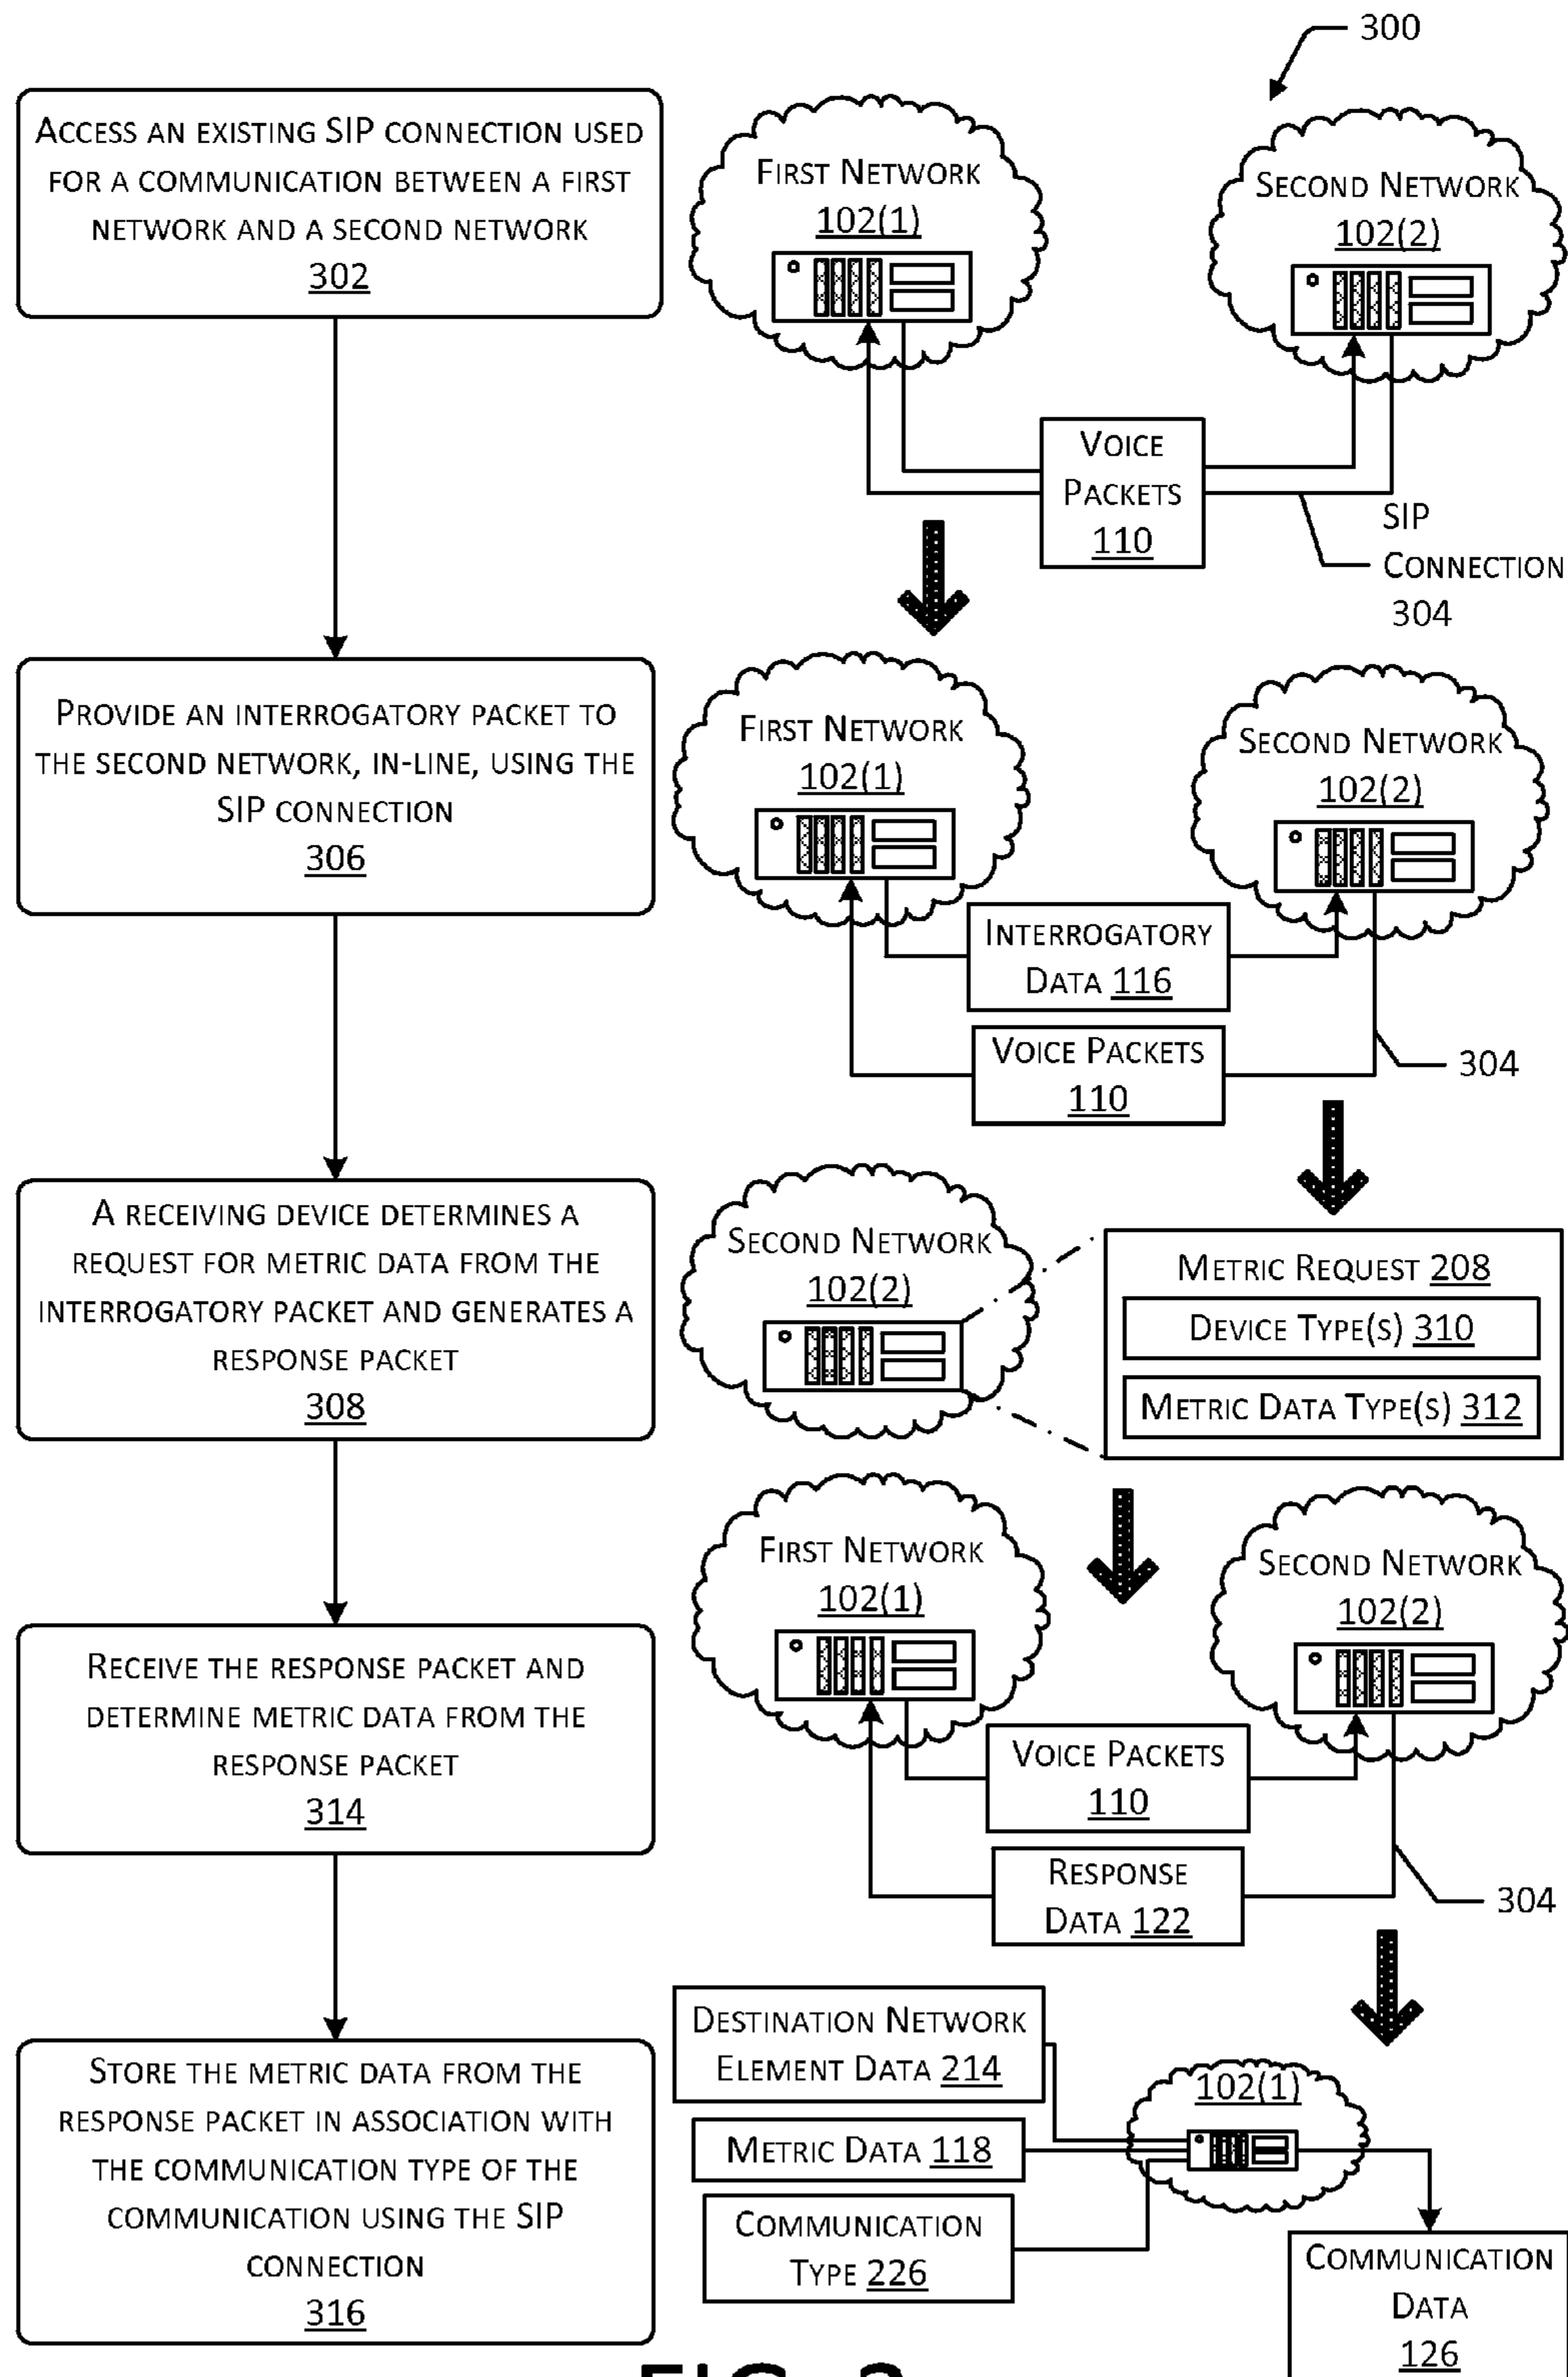 300
ACCESS AN EXISTING SIP CONNECTION USED
FOR A COMMUNICATION BETWEEN A FIRST
NETWORK AND A SECOND NETWORK
302
FIRST NETWORK
102(1)
SECOND NETWORK
102(2)
VOICE
PACKETS
110
SIP
CONNECTION
304
PROVIDE AN INTERROGATORY PACKET TO
THE SECOND NETWORK, IN-LINE, USING THE
SIP CONNECTION
306
FIRST NETWORK
102(1)
SECOND NETWORK
102(2)
INTERROGATORY
DATA 116
VOICE PACKETS
110
304
A RECEIVING DEVICE DETERMINES A
REQUEST FOR METRIC DATA FROM THE
INTERROGATORY PACKET AND GENERATES A
RESPONSE PACKET
308
SECOND NETWORK
102(2)
METRIC REQUEST 208
DEVICE TYPE(S) 310
METRIC DATA TYPE(S) 312
RECEIVE THE RESPONSE PACKET AND
DETERMINE METRIC DATA FROM THE
RESPONSE PACKET
314
FIRST NETWORK
102(1)
SECOND NETWORK
102(2)
VOICE PACKETS
110
RESPONSE
DATA 122
304
STORE THE METRIC DATA FROM THE
RESPONSE PACKET IN ASSOCIATION WITH
THE COMMUNICATION TYPE OF THE
COMMUNICATION USING THE SIP
CONNECTION
316
DESTINATION NETWORK
ELEMENT DATA 214
METRIC DATA 118
COMMUNICATION
TYPE 226
102(1)
COMMUNICATION
DATA
126
FIG.